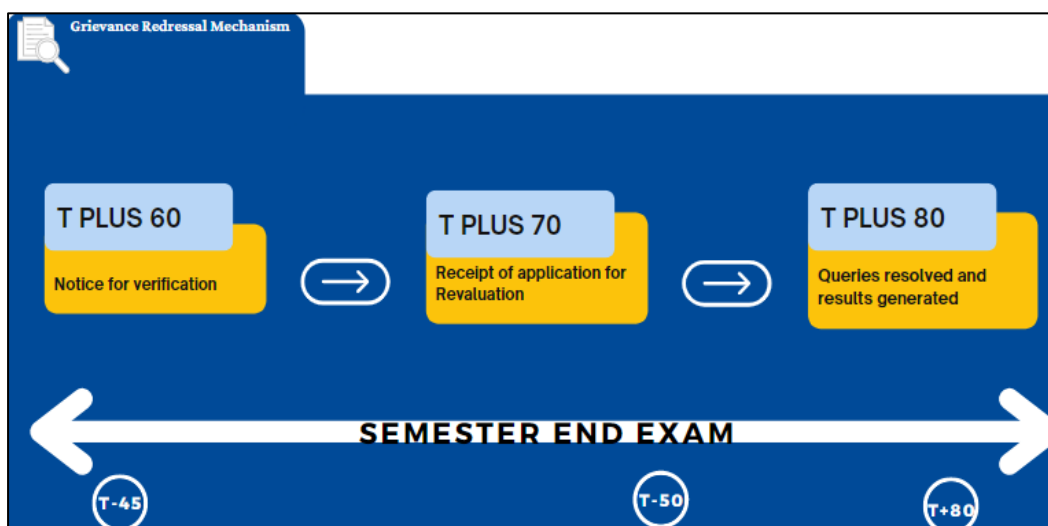 Grievance Redressal Mechanism
T PLUS 60
Notice for verification
T PLUS 70
Receipt of application for
Revaluation
T PLUS 80
Queries resolved and
results generated
SEMESTER END EXAM
T-45
T-50
T+80